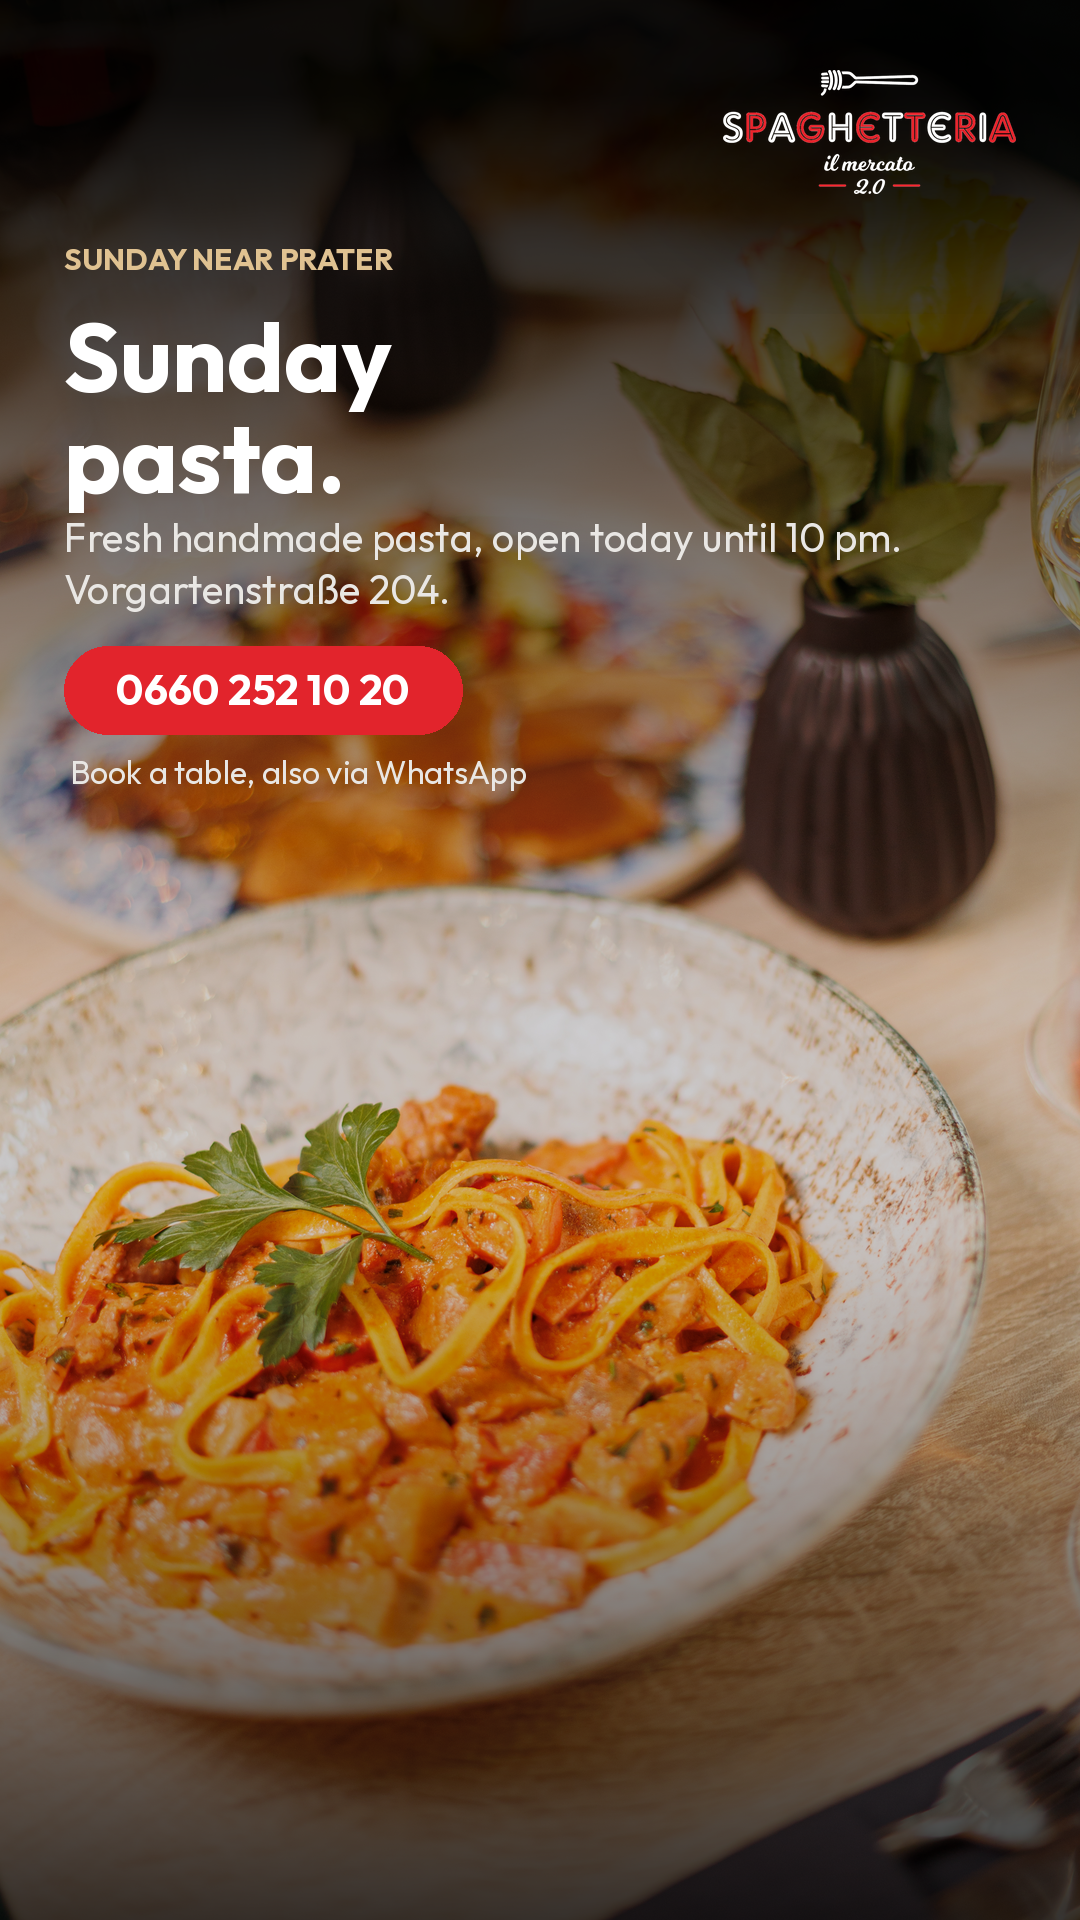 SPAGHETTERIA
il mercato
2.0
SUNDAY NEAR PRATER
Sunday
pasta.
Fresh handmade pasta, open today until 10 pm.
Vorgartenstraße 204.
0660 252 10 20
Book a table, also via WhatsApp